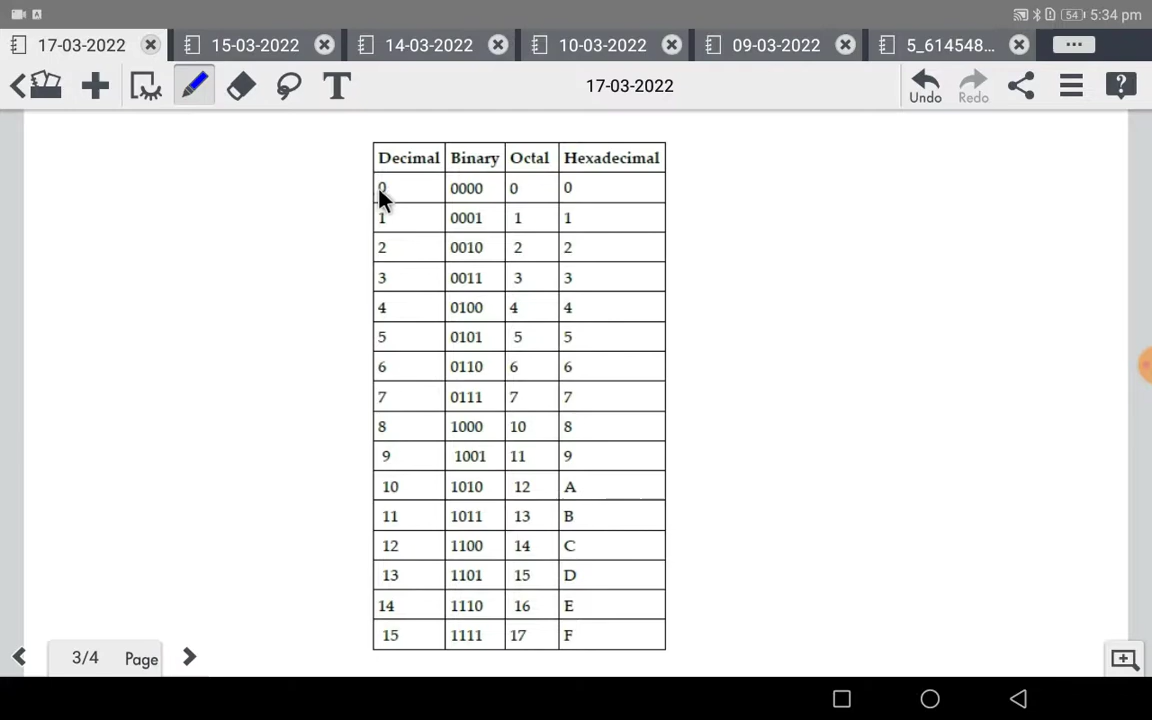 54 5:34 pm
17-03-2022 15-03-2022 14-03-2022 10-03-2022 09-03-2022 5_614548... ...
T 17-03-2022 Undo Redo ?
Decimal Binary Octal Hexadecimal
0 0000 0 0
1 0001 1 1
2 0010 2 2
3 0011 3 3
4 0100 4 4
5 0101 5 5
6 0110 6 6
7 0111 7 7
8 1000 10 8
9 1001 11 9
10 1010 12 A
11 1011 13 B
12 1100 14 C
13 1101 15 D
14 1110 16 E
15 1111 17 F
3/4 Page